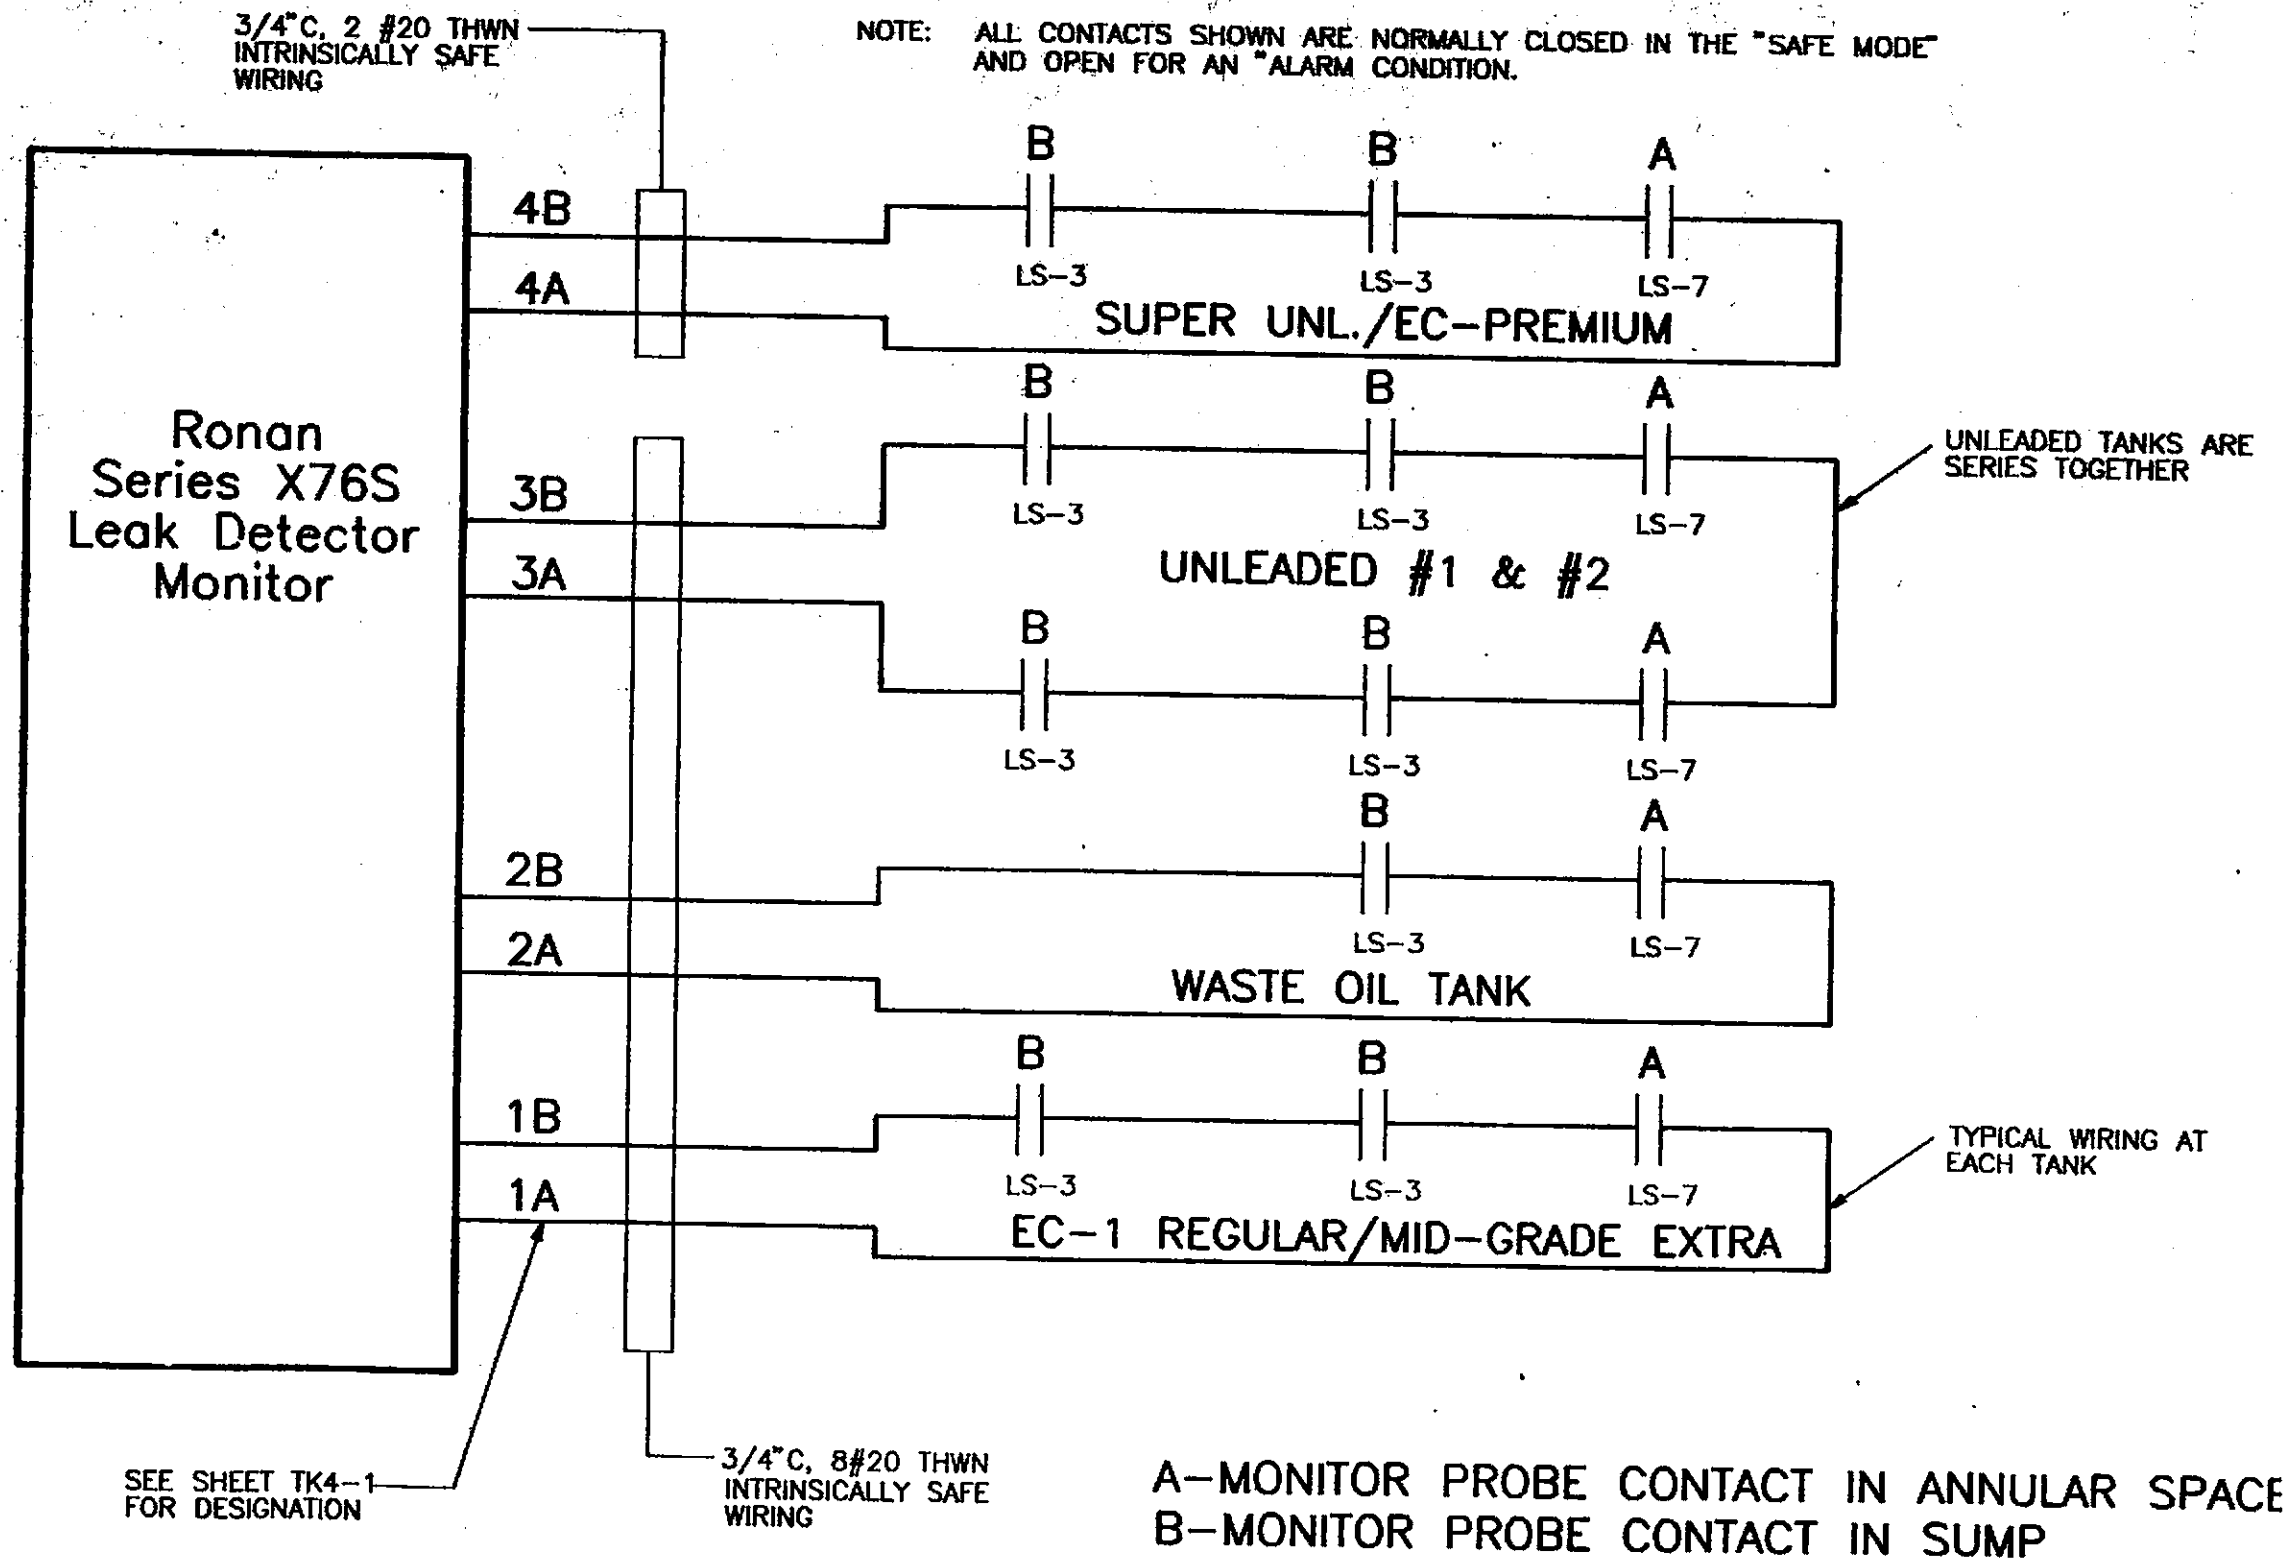 3/4"C, 2 #20 THWN
INTRINSICALLY SAFE
WIRING
NOTE: ALL CONTACTS SHOWN ARE NORMALLY CLOSED IN THE "SAFE MODE"
AND OPEN FOR AN "ALARM CONDITION.
Ronan
Series X76S
Leak Detector
Monitor
4B
4A
B B A
LS-3 LS-3 LS-7
SUPER UNL./EC-PREMIUM
3B
3A
B B A
LS-3 LS-3 LS-7
UNLEADED #1 & #2
B B A
LS-3 LS-3 LS-7
UNLEADED TANKS ARE
SERIES TOGETHER
2B
2A
B A
LS-3 LS-7
WASTE OIL TANK
1B
1A
B B A
LS-3 LS-3 LS-7
EC-1 REGULAR/MID-GRADE EXTRA
TYPICAL WIRING AT
EACH TANK
SEE SHEET TK4-1
FOR DESIGNATION
3/4"C, 8#20 THWN
INTRINSICALLY SAFE
WIRING
A-MONITOR PROBE CONTACT IN ANNULAR SPACE
B-MONITOR PROBE CONTACT IN SUMP